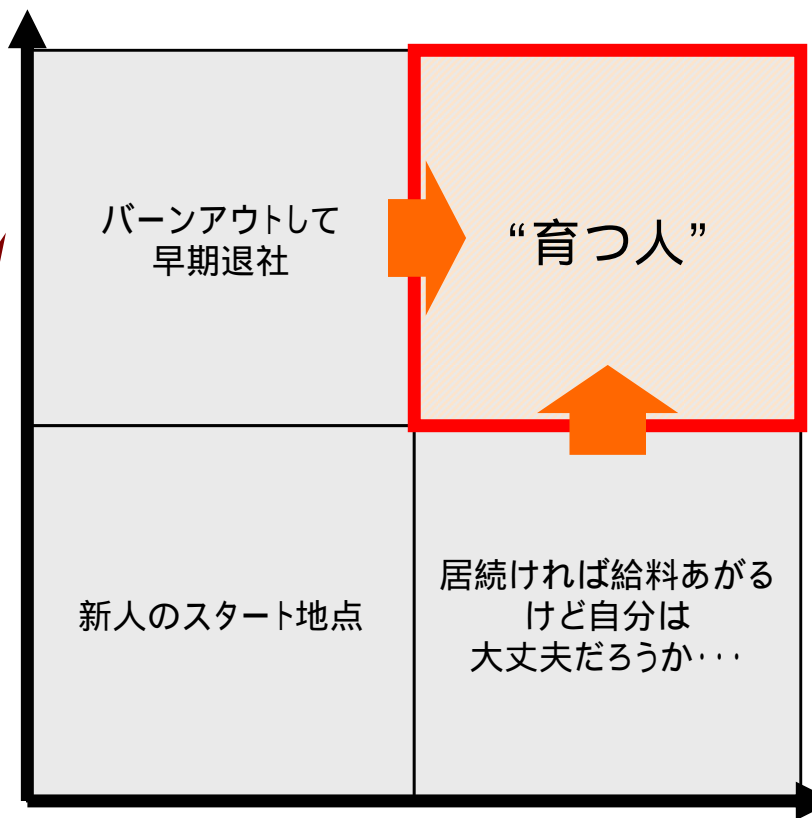 バーンアウトして
早期退社
“育つ人”
新人のスタート地点
居続ければ給料あがる
けど自分は
大丈夫だろうか･･･